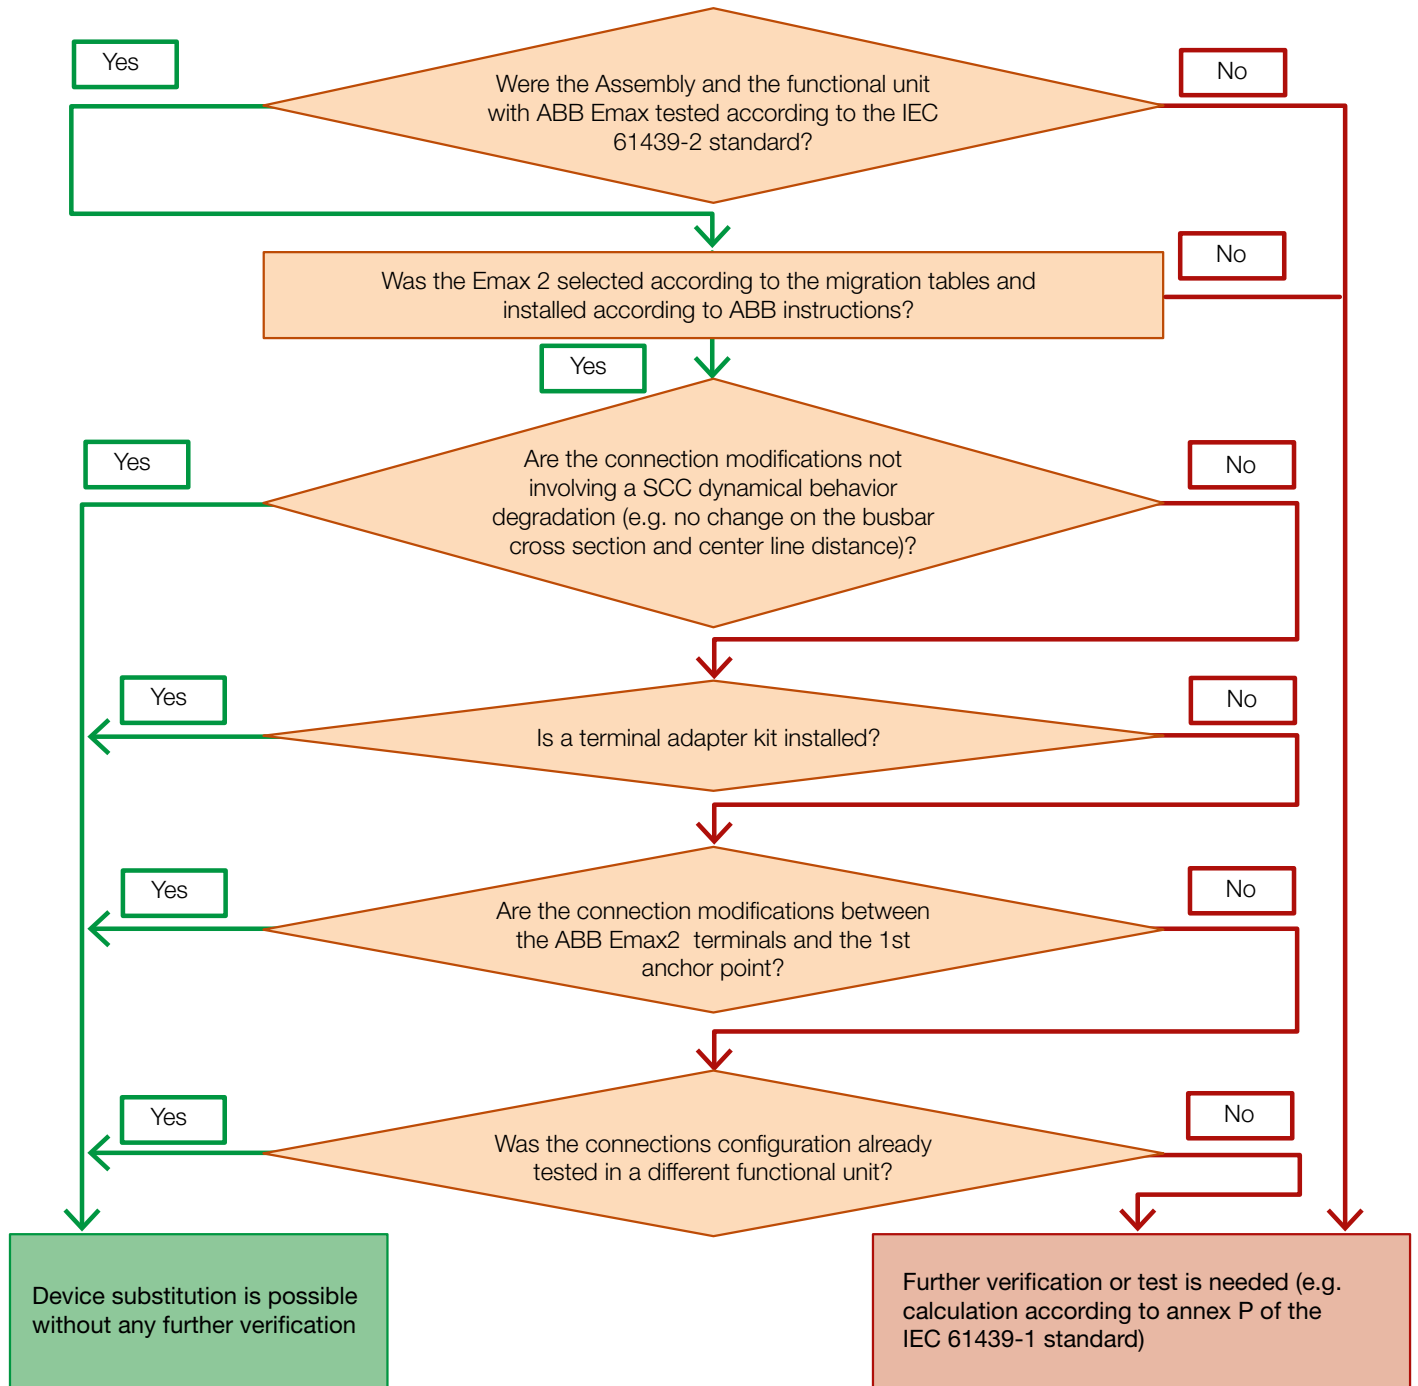 Yes
No
Were the Assembly and the functional unit
with ABB Emax tested according to the IEC
61439-2 standard?
No
Was the Emax 2 selected according to the migration tables and
installed according to ABB instructions?
Yes
Yes
No
Are the connection modifications not
involving a SCC dynamical behavior
degradation (e.g. no change on the busbar
cross section and center line distance)?
Yes
No
Is a terminal adapter kit installed?
Yes
No
Are the connection modifications between
the ABB Emax2 terminals and the 1st
anchor point?
Yes
No
Was the connections configuration already
tested in a different functional unit?
Device substitution is possible
without any further verification
Further verification or test is needed (e.g.
calculation according to annex P of the
IEC 61439-1 standard)